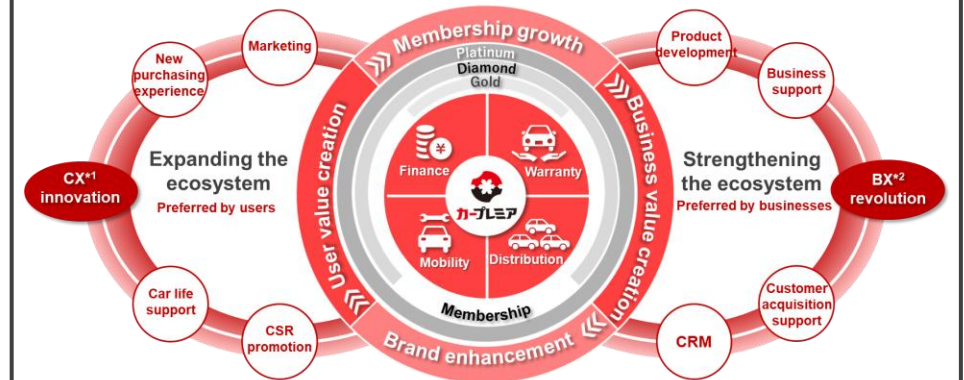 Marketing
New
purchasing
experience
CX*1
innovation
Expanding the
ecosystem
Preferred by users
Car life
support
CSR
promotion
Membership growth
User value creation
Business value creation
Brand enhancement
Platinum
Diamond
Gold
Finance
Warranty
カープレミア
Mobility
Distribution
Membership
Product
development
Business
support
Strengthening
the ecosystem
Preferred by businesses
BX*2
revolution
Customer
acquisition
support
CRM